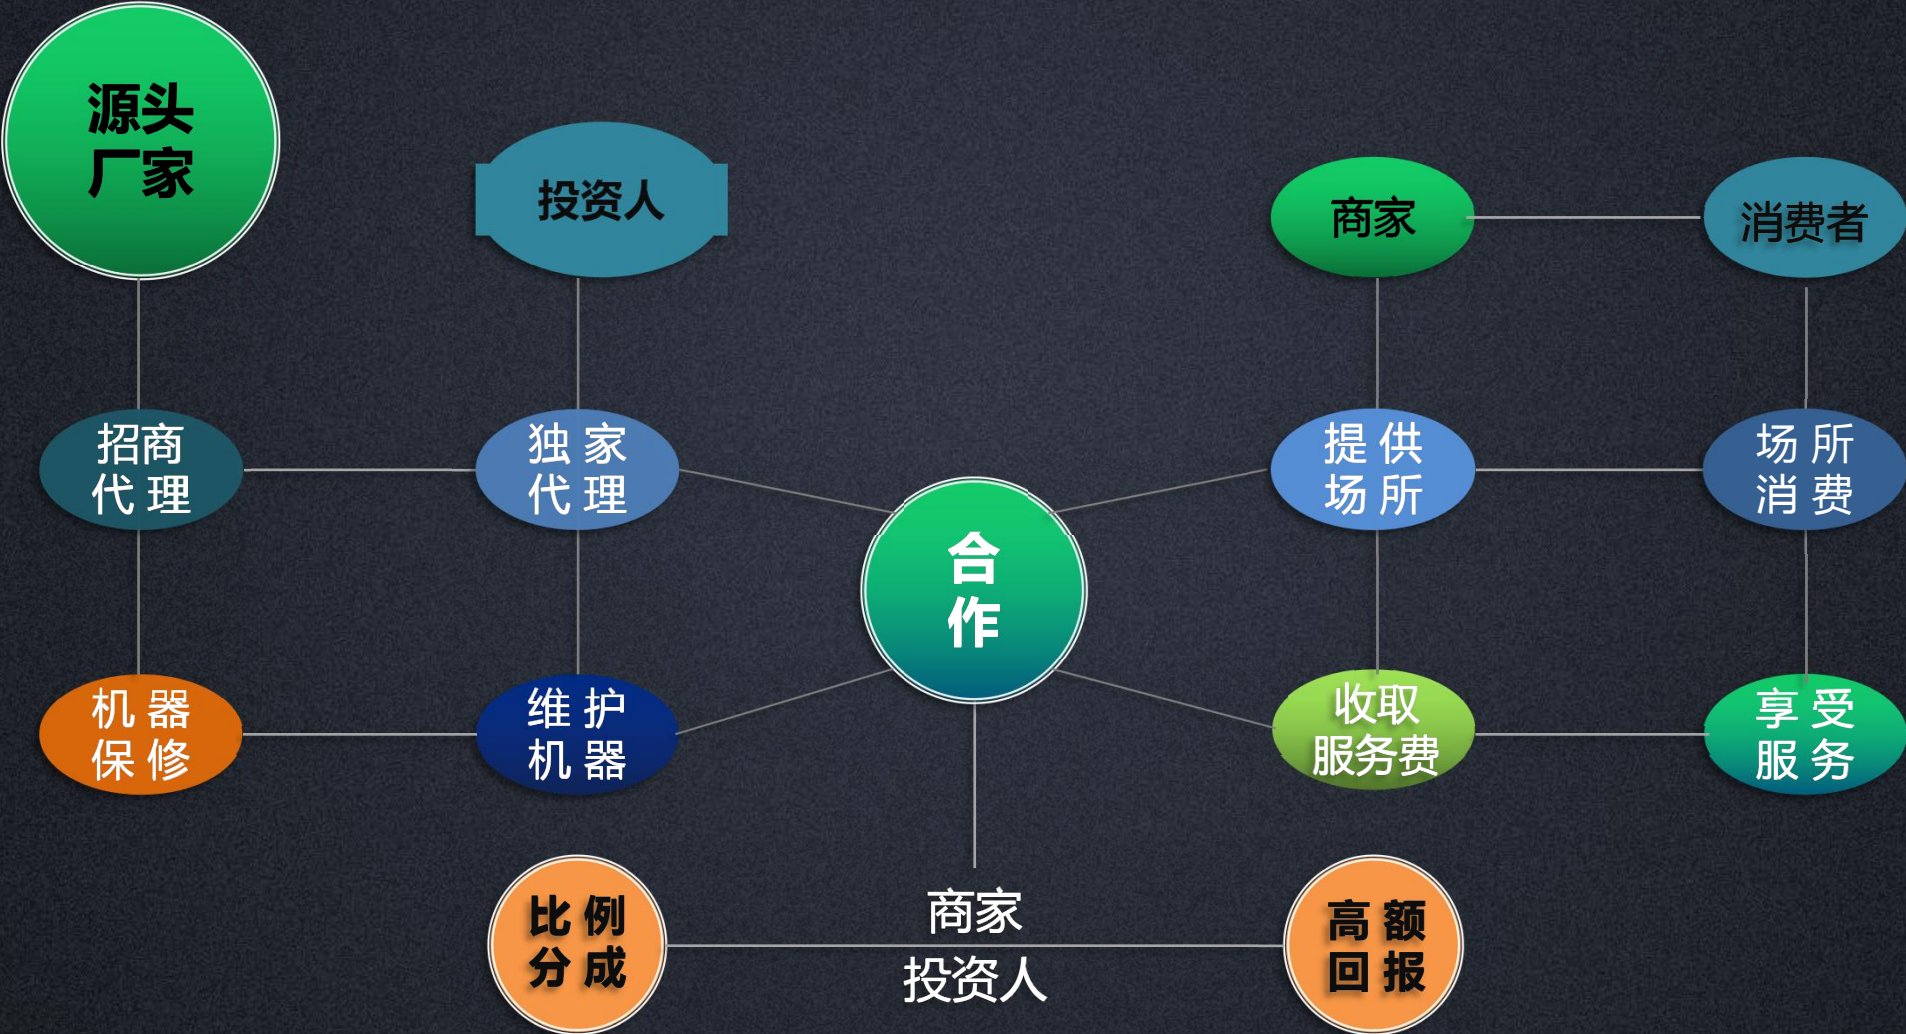 源头
厂家
投资人
商家
消费者
招商
代 理
独 家
代 理
提 供
场 所
场 所
消 费
合
作
机 器
保 修
维 护
机 器
收取
服务费
享 受
服 务
比 例
分 成
商家
投资人
高 额
回 报